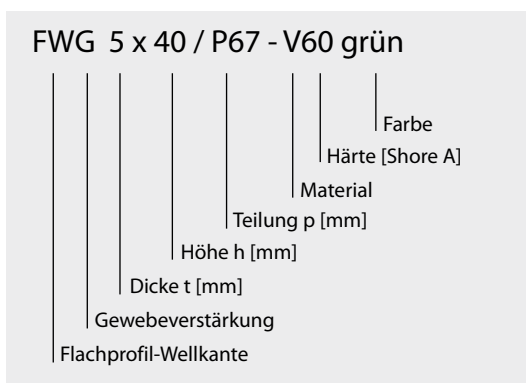 FWG 5 x 40 / P67 - V60 grün
Farbe
Härte [Shore A]
Material
Teilung p [mm]
Höhe h [mm]
Dicke t [mm]
Gewebeverstärkung
Flachprofil-Wellkante